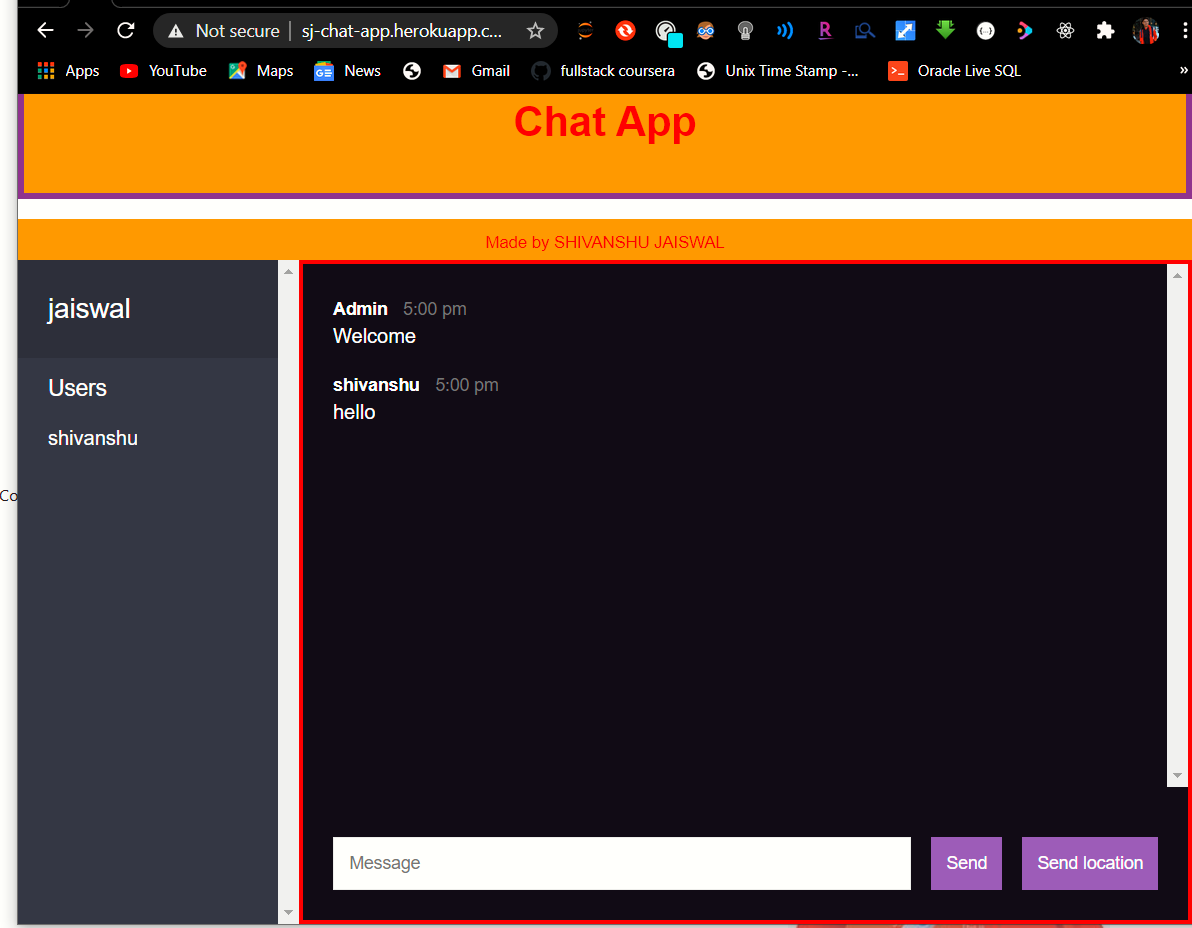 Not secure | sj-chat-app.herokuapp.c...
Apps YouTube Maps News Gmail fullstack coursera Unix Time Stamp -... Oracle Live SQL »
Chat App
Made by SHIVANSHU JAISWAL
jaiswal
Users
shivanshu
Admin 5:00 pm
Welcome
shivanshu 5:00 pm
hello
Co
Message Send Send location